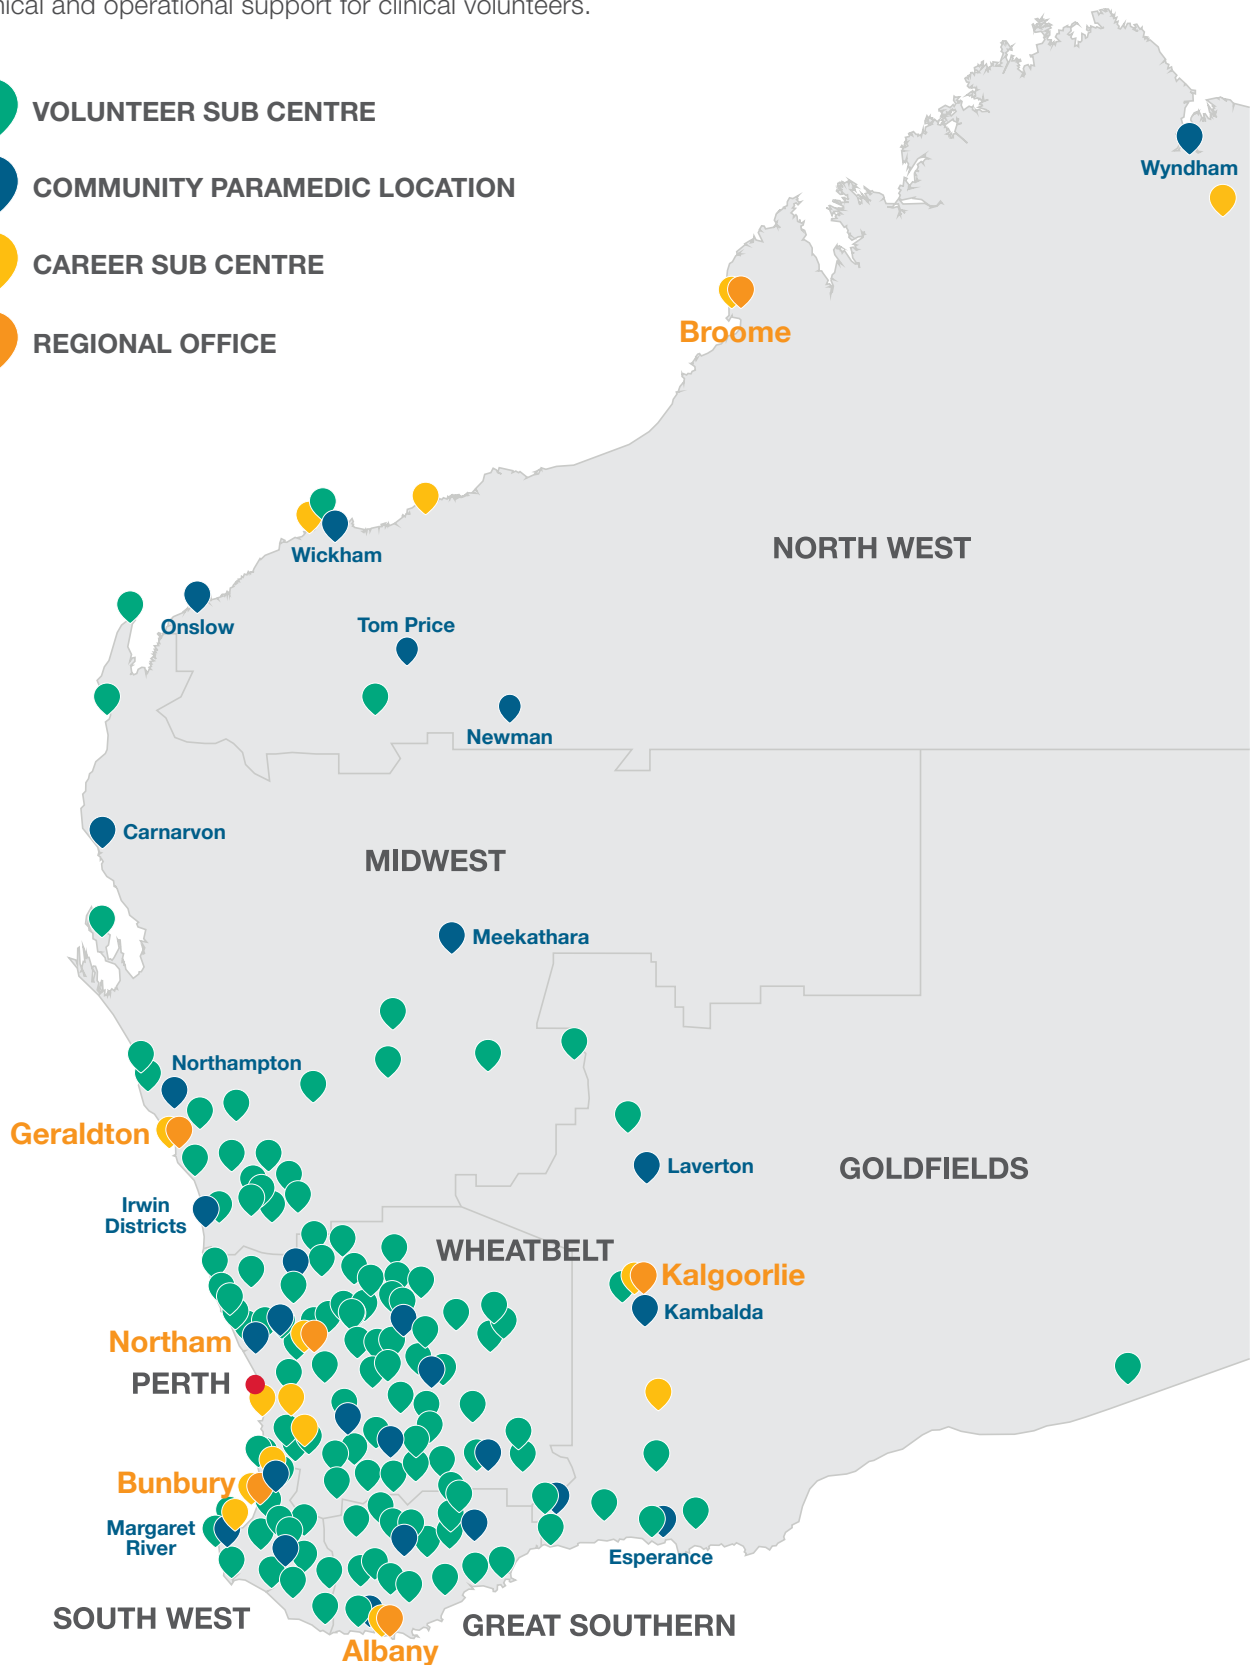 and operational support for clinical volunteers.
VOLUNTEER SUB CENTRE
COMMUNITY PARAMEDIC LOCATION
CAREER SUB CENTRE
REGIONAL OFFICE
Wyndham
Broome
Wickham
NORTH WEST
Onslow
Tom Price
Newman
Carnarvon
MIDWEST
Meekathara
Northampton
Geraldton
Laverton
GOLDFIELDS
Irwin
Districts
WHEATBELT
Kalgoorlie
Kambalda
Northam
PERTH
Bunbury
Margaret
River
Esperance
SOUTH WEST
GREAT SOUTHERN
Albany